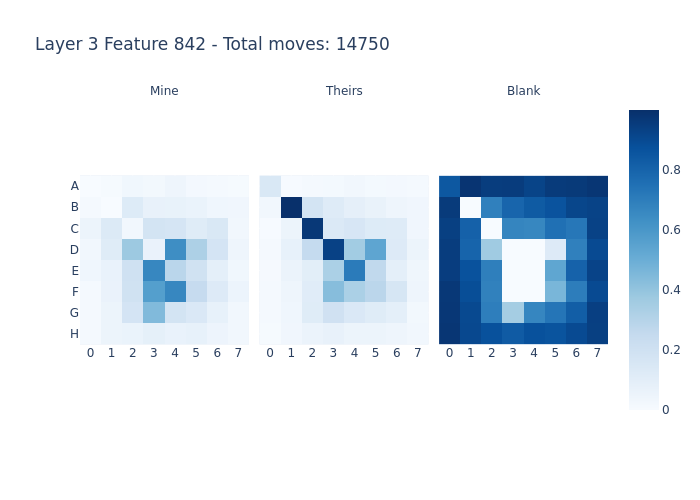 Layer 3 Feature 842 - Total moves: 14750
Mine Theirs Blank
A
B
C
D
E
F
G
H
0 1 2 3 4 5 6 7 0 1 2 3 4 5 6 7 0 1 2 3 4 5 6 7
0.8
0.6
0.4
0.2
0